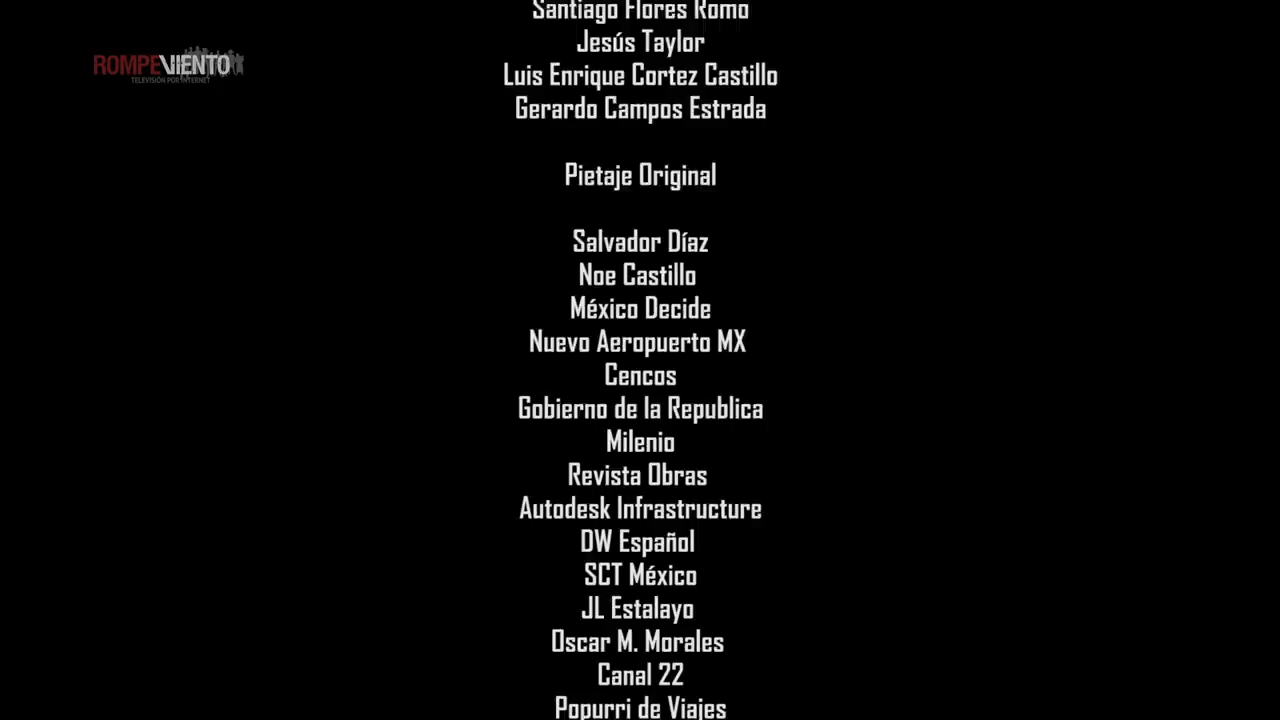 Santiago Flores Romo
ROMPEVIENTO
TELEVISIÓN POR INTERNET
Jesús Taylor
Luis Enrique Cortez Castillo
Gerardo Campos Estrada
Pietaje Original
Salvador Díaz
Noe Castillo
México Decide
Nuevo Aeropuerto MX
Cencos
Gobierno de la Republica
Milenio
Revista Obras
Autodesk Infrastructure
DW Español
SCT México
JL Estalayo
Oscar M. Morales
Canal 22
Popurri de Viajes